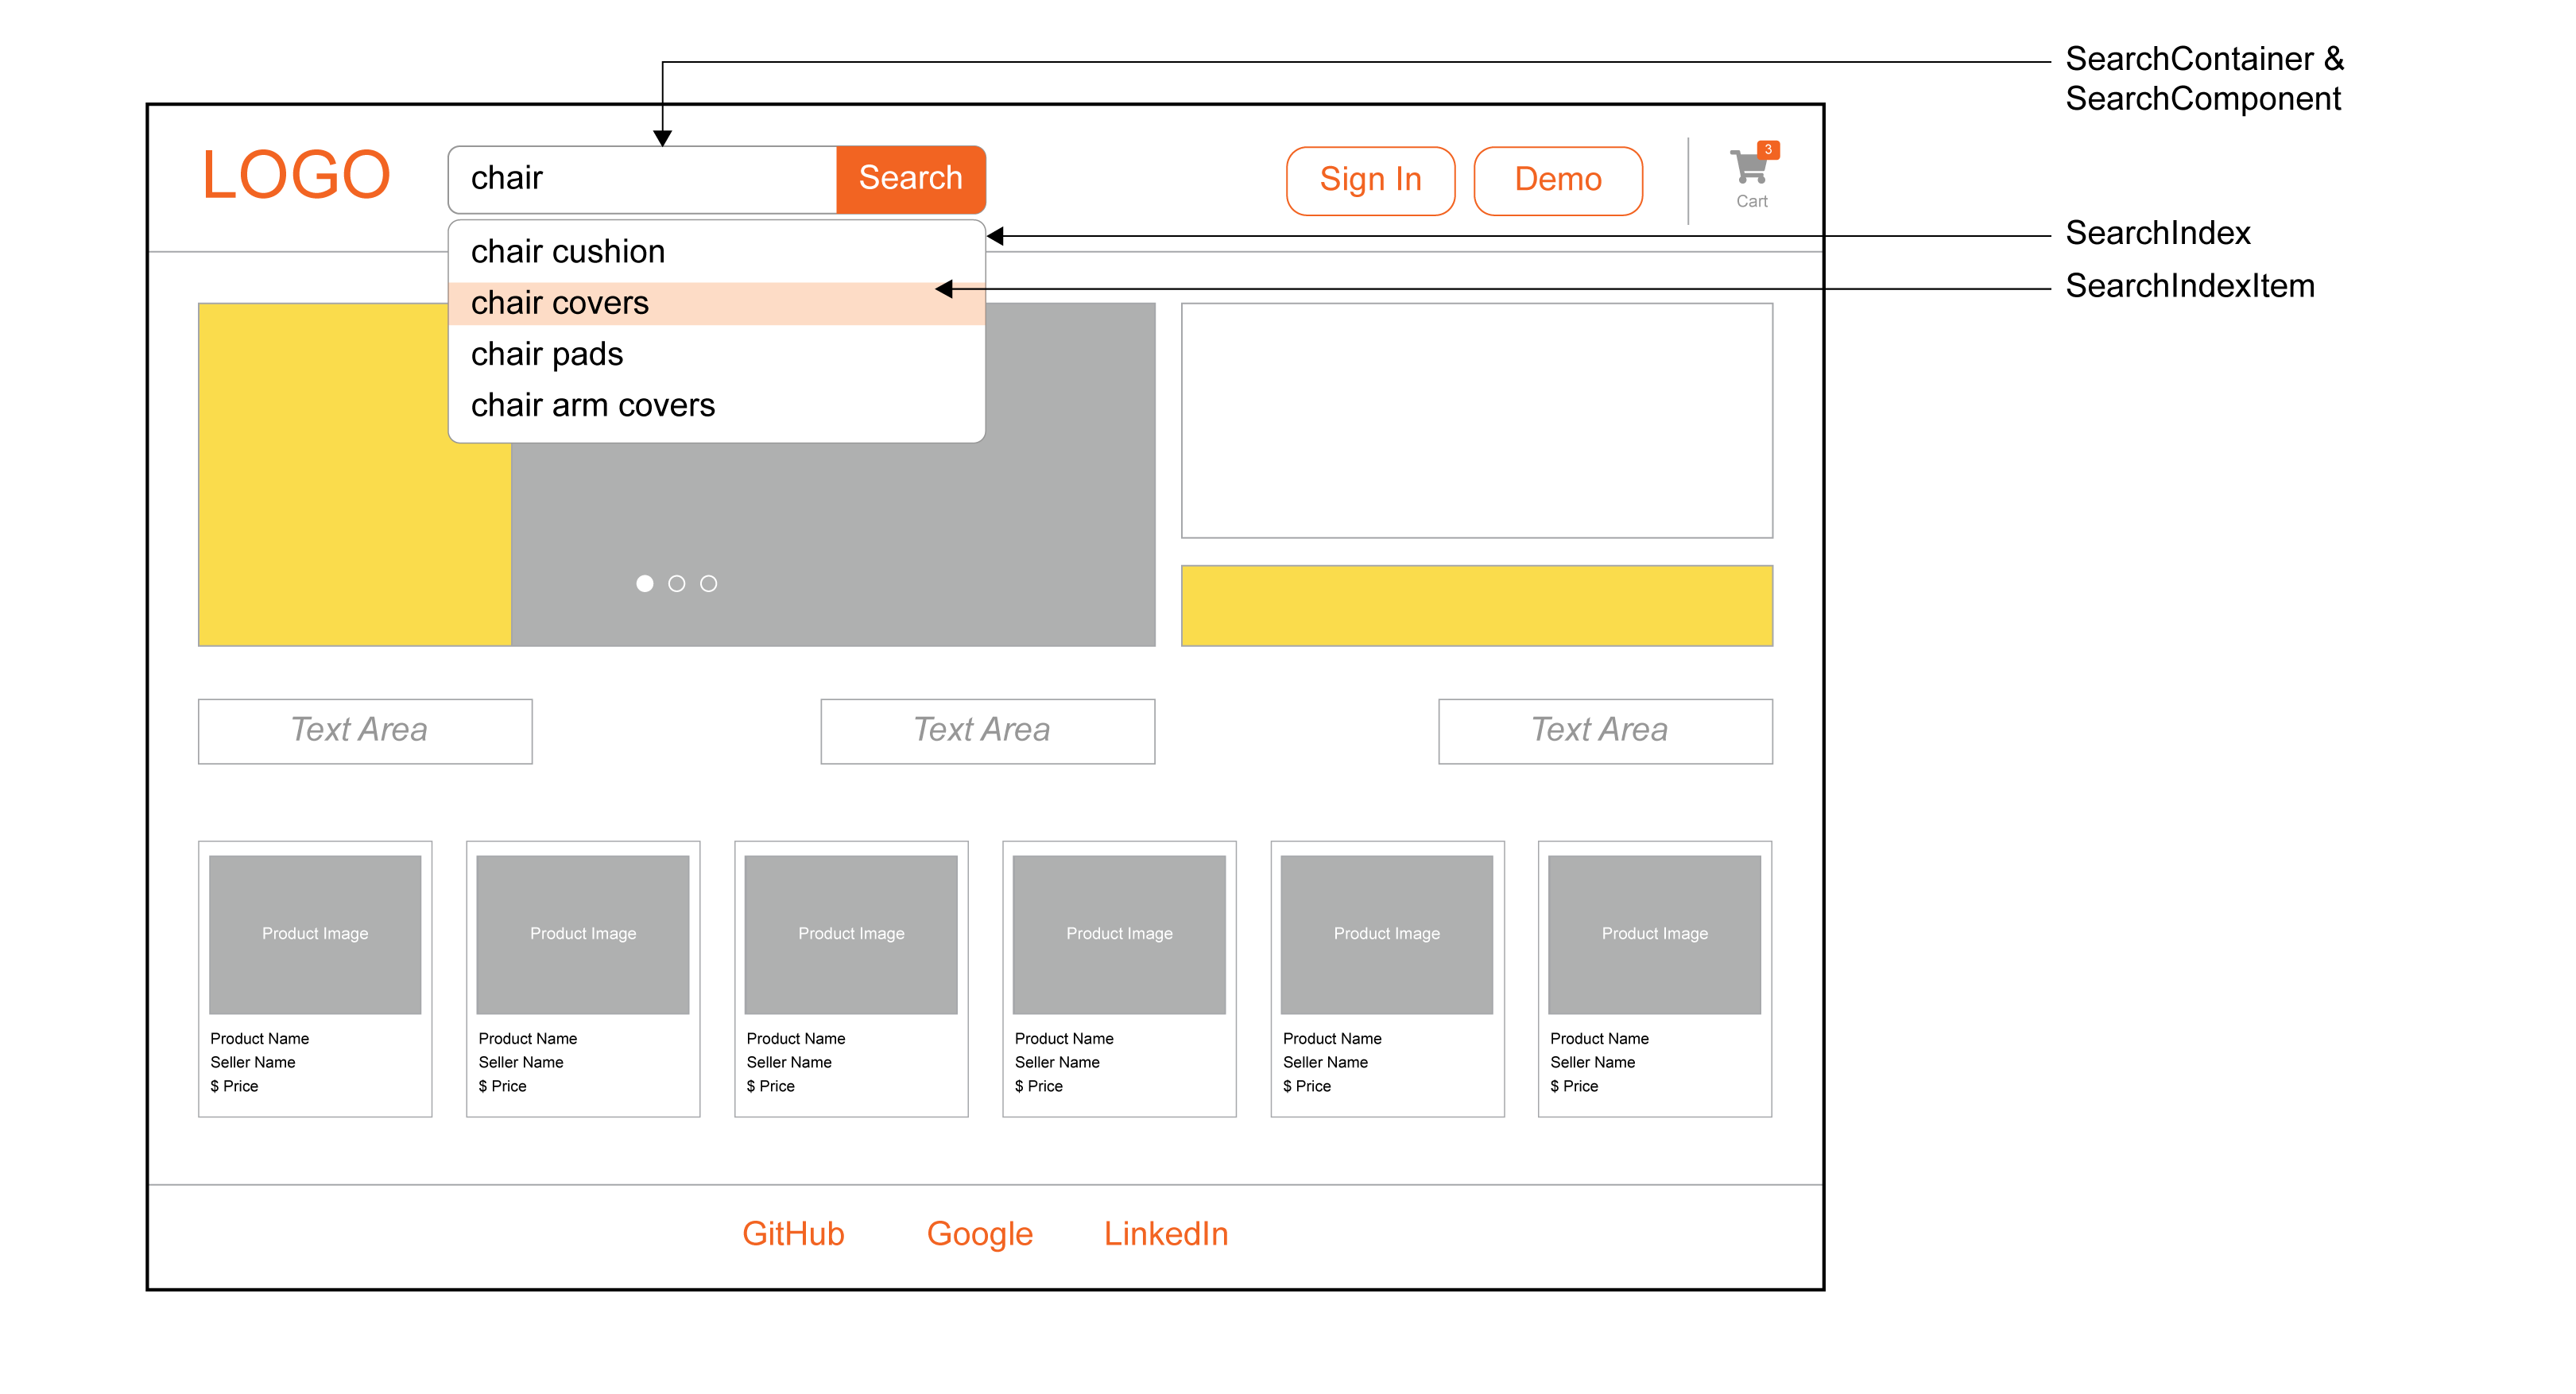 SearchContainer &
SearchComponent
LOGO
chair
Search
Sign In
Demo
3
Cart
SearchIndex
SearchIndexItem
chair cushion
chair covers
chair pads
chair arm covers
Text Area
Text Area
Text Area
Product Image
Product Name
Seller Name
$ Price
Product Image
Product Name
Seller Name
$ Price
Product Image
Product Name
Seller Name
$ Price
Product Image
Product Name
Seller Name
$ Price
Product Image
Product Name
Seller Name
$ Price
Product Image
Product Name
Seller Name
$ Price
GitHub
Google
LinkedIn